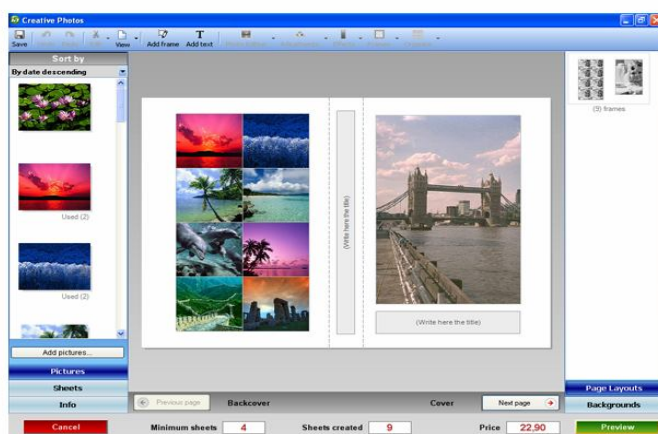 Creative Photos
Save
View
Add frame
Add text
Sort by
By date descending
Used (2)
Used (2)
Add pictures...
Pictures
Sheets
Info
Cancel
(Write here the title)
(Write here the title)
Previous page
Backcover
Cover
Next page
Minimum sheets 4
Sheets created 9
Price 22,90
(9) frames
Page Layouts
Backgrounds
Preview